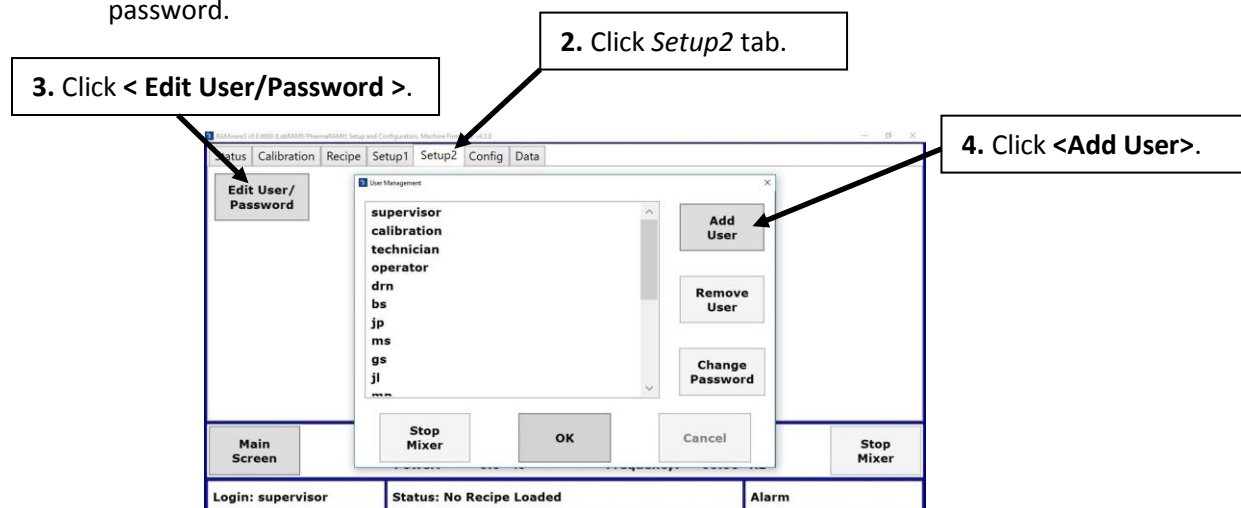 password.
2. Click Setup2 tab.
3. Click < Edit User/Password >.
4. Click <Add User>.
Status Calibration Recipe Setup1 Setup2 Config Data
Edit User/
Password
User Management
supervisor
calibration
technician
operator
drn
bs
jp
ms
gs
jl
Add
User
Remove
User
Change
Password
Stop
Mixer
OK
Cancel
Main
Screen
Stop
Mixer
Login: supervisor
Status: No Recipe Loaded
Alarm